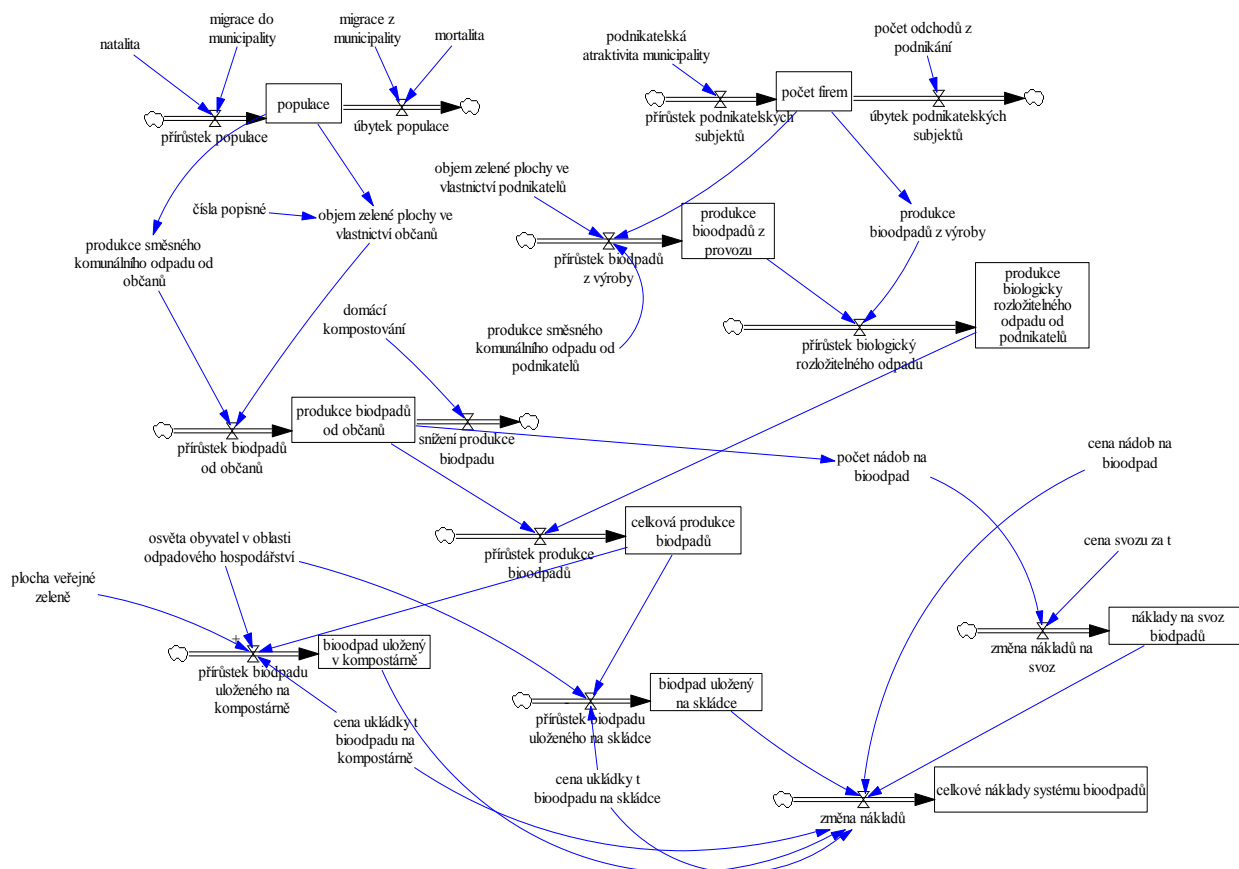 natalita
migrace do
municipality
migrace z
municipality
mortalita
populace
přírůstek populace
úbytek populace
podnikatelská
atraktivita municipality
počet odchodů z
podnikání
počet firem
přírůstek podnikatelských
subjektů
úbytek podnikatelských
subjektů
čísla popisné
objem zelené plochy ve
vlastnictví občanů
produkce směsného
komunálního odpadu od
občanů
objem zelené plochy ve
vlastnictví podnikatelů
produkce
bioodpadů z
provozu
produkce
bioodpadů z výroby
přírůstek biodpadů
z výroby
produkce
biologicky
rozložitelného
odpadu od
podnikatelů
domácí
kompostování
produkce směsného
komunálního odpadu od
podnikatelů
přírůstek biologický
rozložitelného odpadu
produkce biodpadů
od občanů
přírůstek biodpadů
od občanů
snížení produkce
biodpadu
počet nádob na
bioodpad
cena nádob na
bioodpad
osvěta obyvatel v oblasti
odpadového hospodářství
celková produkce
biodpadů
přírůstek produkce
bioodpadů
cena svozu za t
plocha veřejné
zeleně
+
bioodpad uložený
v kompostárně
přírůstek biodpadu
uloženého na
kompostárně
náklady na svoz
biodpadů
změna nákladů na
svoz
biodpad uložený
na skládce
-
přírůstek biodpadu
uloženého na skládce
cena ukládky t
bioodpadu na
kompostárně
cena ukládky t
bioodpadu na skládce
celkové náklady systému bioodpadů
změna nákladů